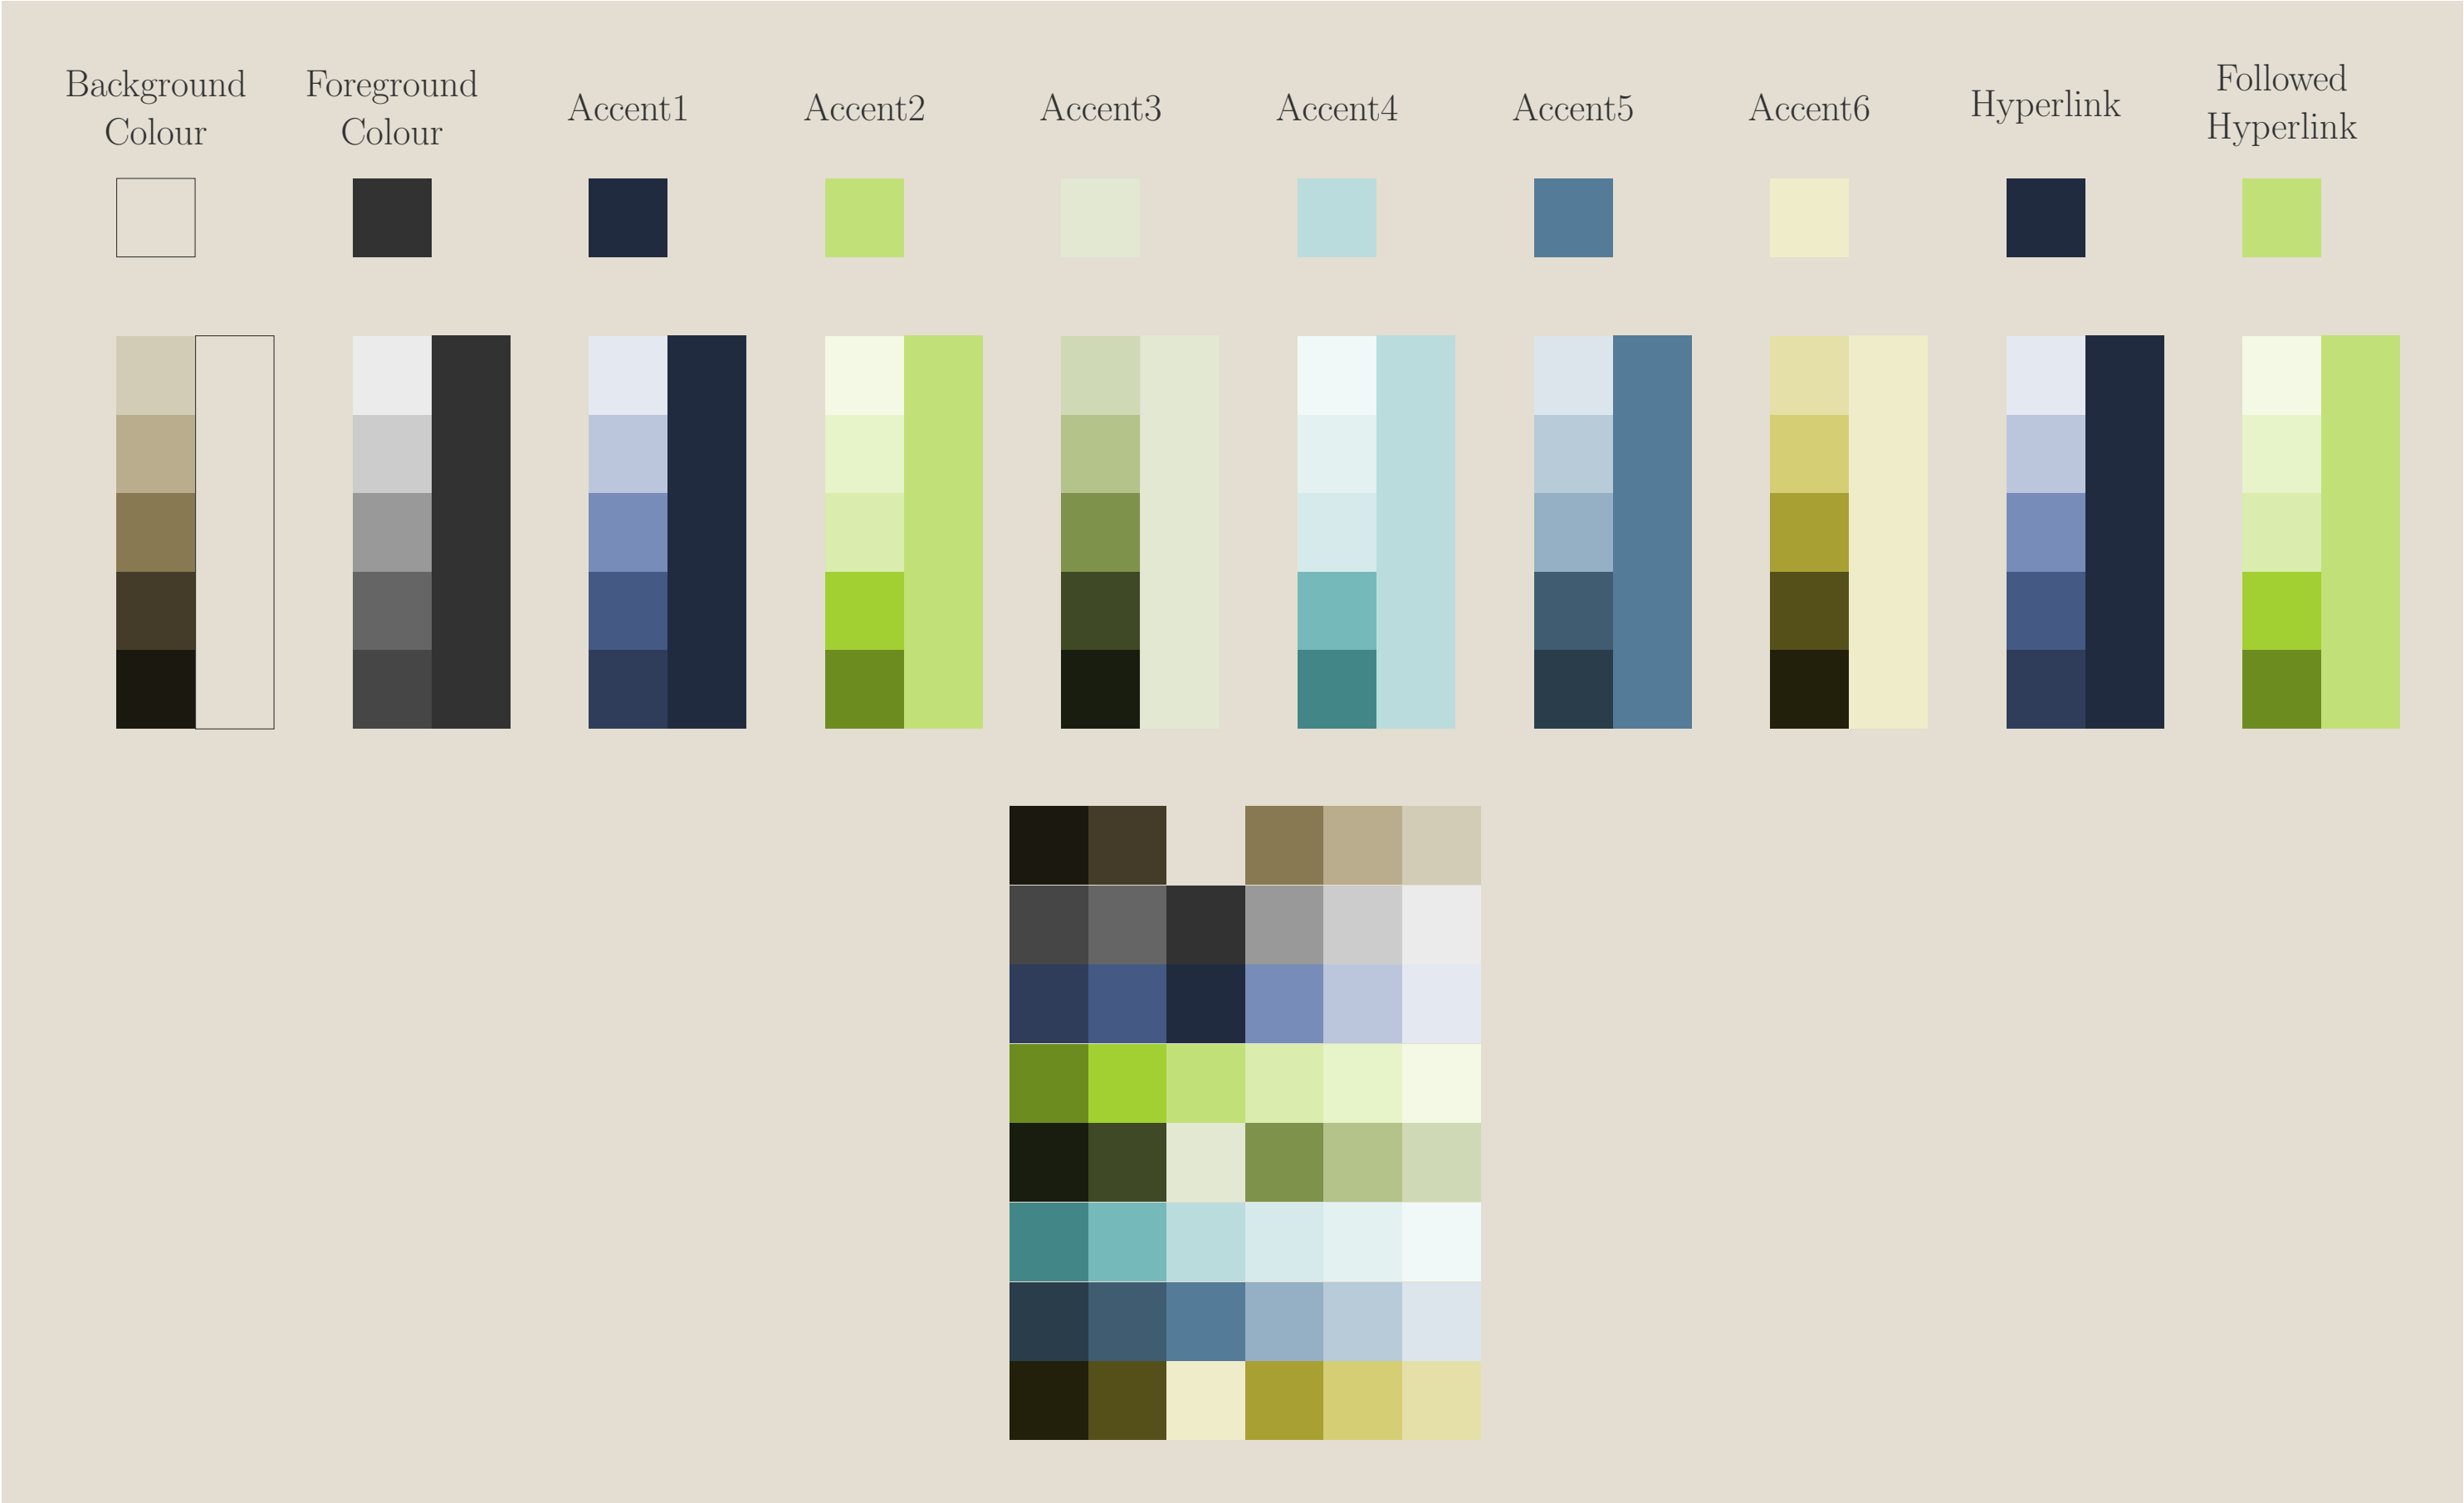 Background
Colour
Foreground
Colour
Accent1
Accent2
Accent3
Accent4
Accent5
Accent6
Hyperlink
Followed
Hyperlink